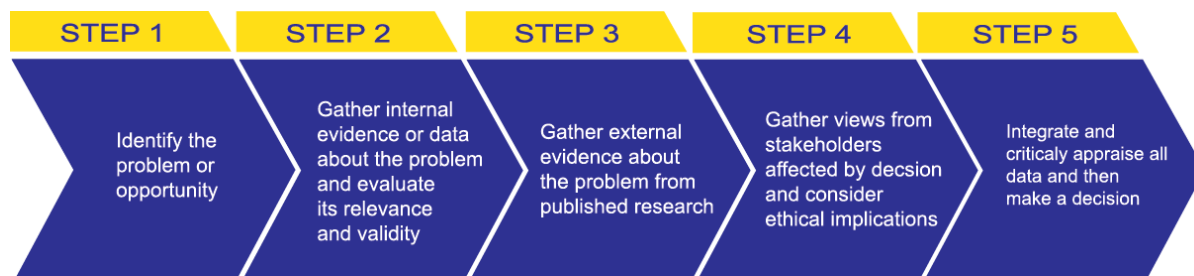 STEP 1
Identify the
problem or
opportunity
STEP 2
Gather internal
evidence or data
about the problem
and evaluate
its relevance
and validity
STEP 3
Gather external
evidence about
the problem from
published research
STEP 4
Gather views from
stakeholders
affected by decsion
and consider
ethical implications
STEP 5
Integrate and
criticaly appraise all
data and then
make a decision